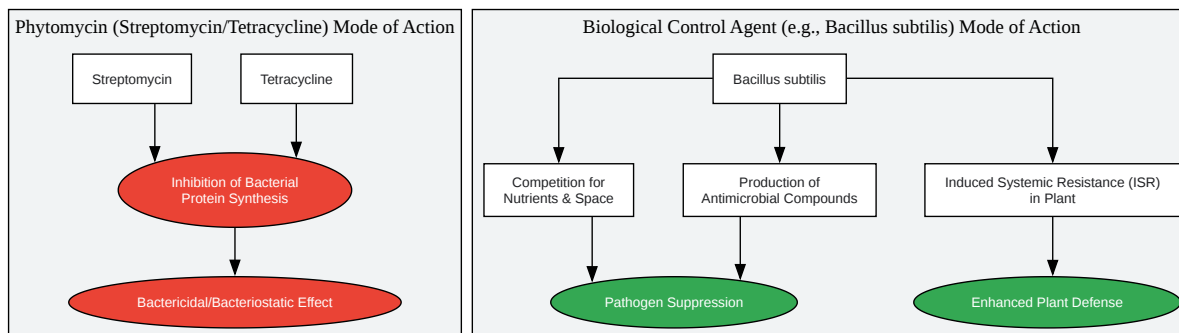 Phytomycin (Streptomycin/Tetracycline) Mode of Action
Streptomycin
Tetracycline
Inhibition of Bacterial
Protein Synthesis
Bactericidal/Bacteriostatic Effect
Biological Control Agent (e.g., Bacillus subtilis) Mode of Action
Bacillus subtilis
Competition for
Nutrients & Space
Production of
Antimicrobial Compounds
Induced Systemic Resistance (ISR)
in Plant
Pathogen Suppression
Enhanced Plant Defense